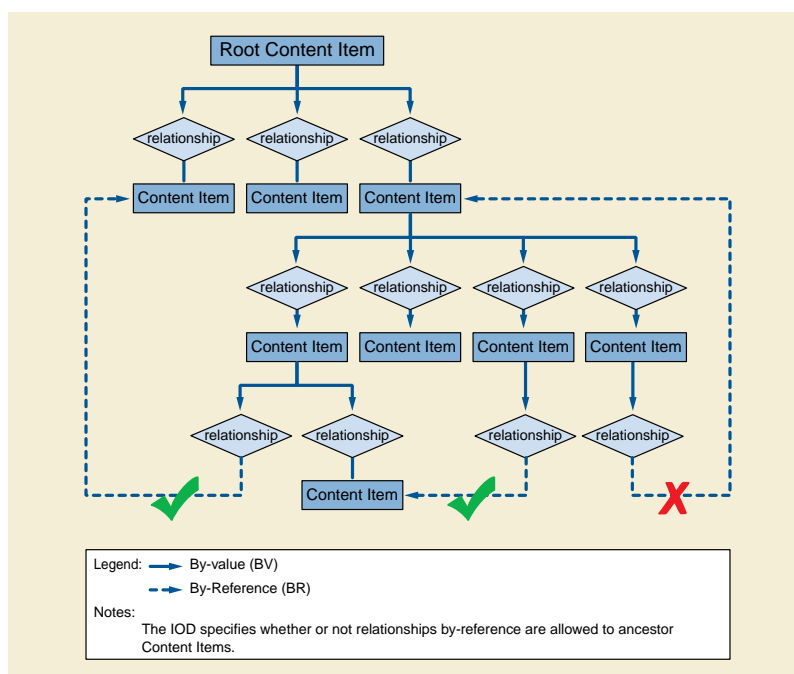 Root Content Item
relationship
relationship
relationship
Content Item
Content Item
Content Item
relationship
relationship
relationship
relationship
Content Item
Content Item
Content Item
Content Item
relationship
relationship
relationship
relationship
Content Item
X
Legend: By-value (BV)
By-Reference (BR)
Notes:
The IOD specifies whether or not relationships by-reference are allowed to ancestor
Content Items.